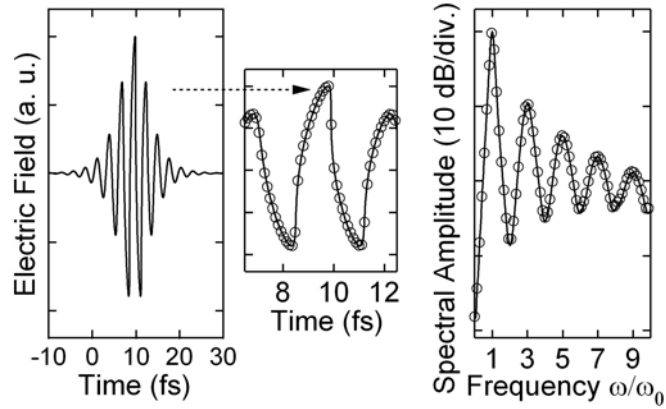 Electric Field (a. u.)
-10 0 10 20 30
Time (fs)
8 10 12
Time (fs)
Spectral Amplitude (10 dB/div.)
1 3 5 7 9
Frequency ω/ω₀